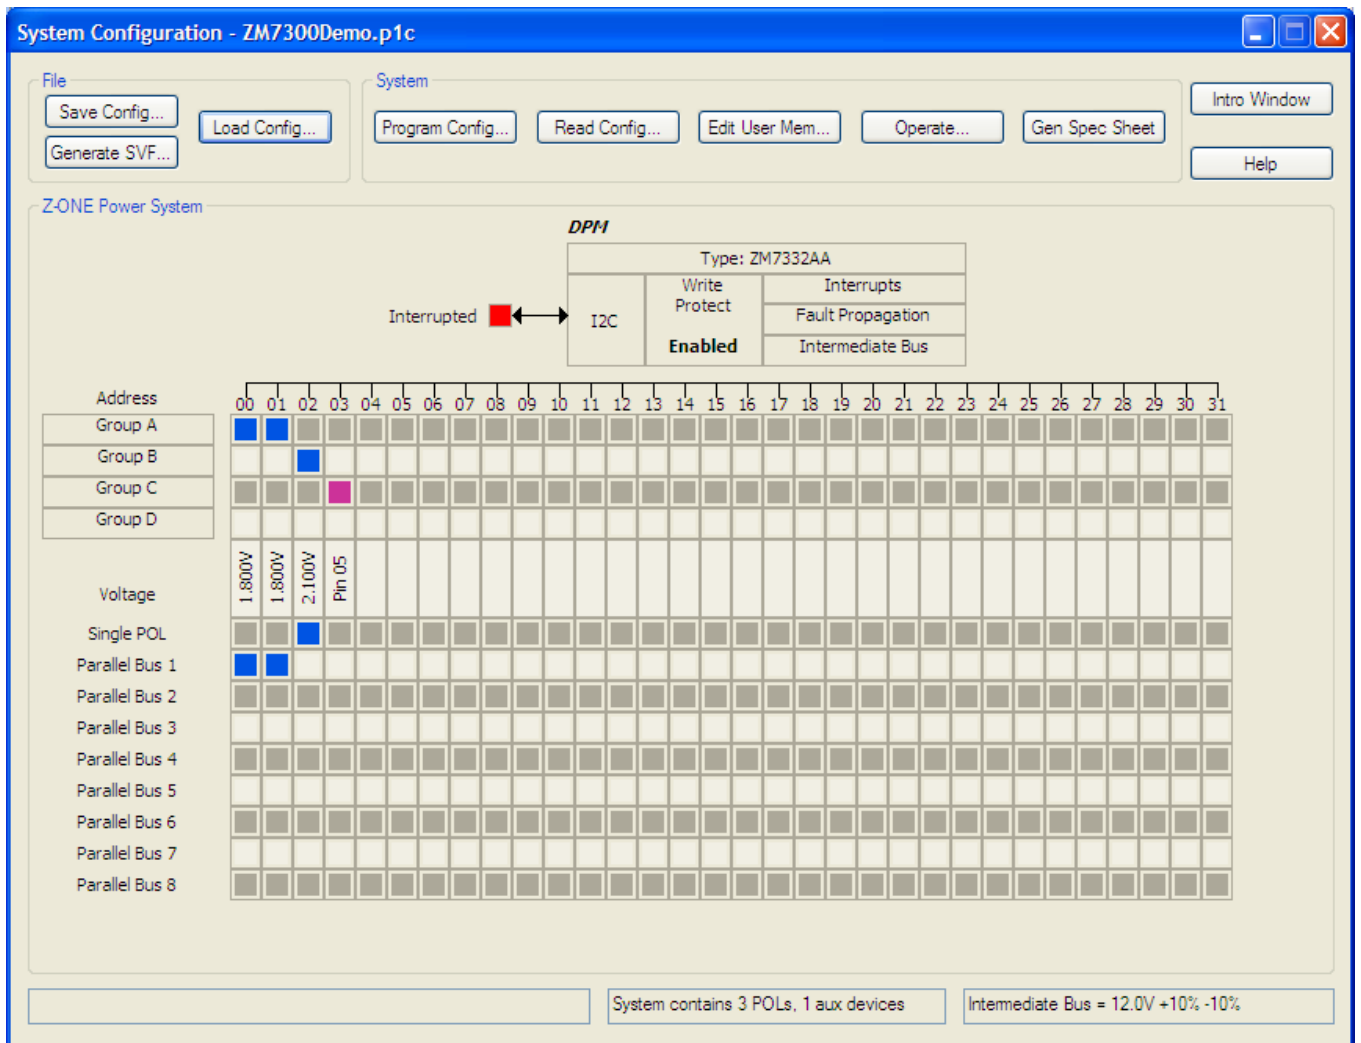 System Configuration - ZM7300Demo.p1c
File
System
Save Config...
Load Config...
Generate SVF...
Program Config...
Read Config...
Edit User Mem...
Operate...
Gen Spec Sheet
Intro Window
Help
Z-ONE Power System
DPM
Type: ZM7332AA
Interrupted
I2C
Write
Protect
Enabled
Interrupts
Fault Propagation
Intermediate Bus
Address 00 01 02 03 04 05 06 07 08 09 10 11 12 13 14 15 16 17 18 19 20 21 22 23 24 25 26 27 28 29 30 31
Group A
Group B
Group C
Group D
Voltage 1.800V 1.800V 2.100V Pin 05
Single POL
Parallel Bus 1
Parallel Bus 2
Parallel Bus 3
Parallel Bus 4
Parallel Bus 5
Parallel Bus 6
Parallel Bus 7
Parallel Bus 8
System contains 3 POLs, 1 aux devices
Intermediate Bus = 12.0V +10% -10%